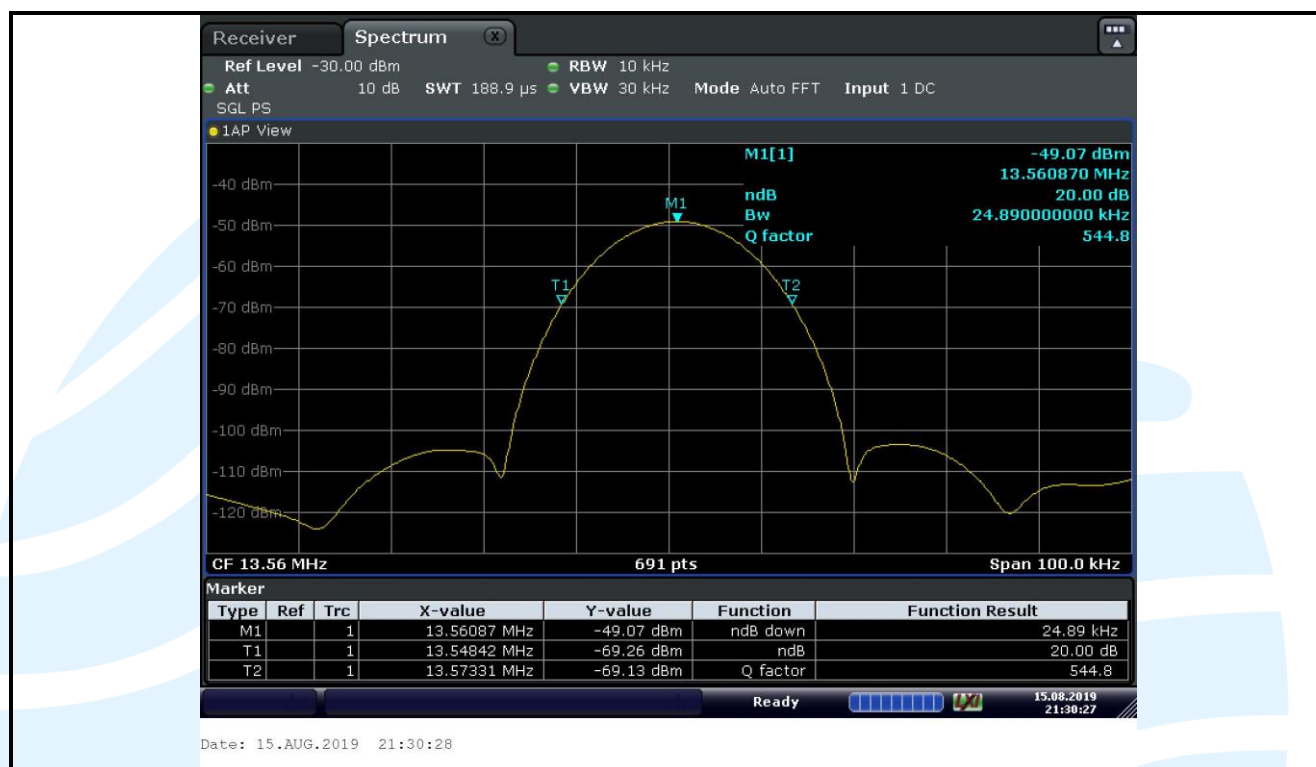 Receiver Spectrum X
Ref Level -30.00 dBm RBW 10 kHz
Att 10 dB SWT 188.9 µs VBW 30 kHz Mode Auto FFT Input 1 DC
SGL PS
1AP View
M1[1] -49.07 dBm
13.560870 MHz
ndB 20.00 dB
Bw 24.890000000 kHz
Q factor 544.8
-40 dBm
-50 dBm
-60 dBm
-70 dBm
-80 dBm
-90 dBm
-100 dBm
-110 dBm
-120 dBm
M1
T1
T2
CF 13.56 MHz 691 pts Span 100.0 kHz
Marker
Type Ref Trc X-value Y-value Function Function Result
M1 1 13.56087 MHz -49.07 dBm ndB down 24.89 kHz
T1 1 13.54842 MHz -69.26 dBm ndB 20.00 dB
T2 1 13.57331 MHz -69.13 dBm Q factor 544.8
Ready LXI 15.08.2019
21:30:27
Date: 15.AUG.2019 21:30:28